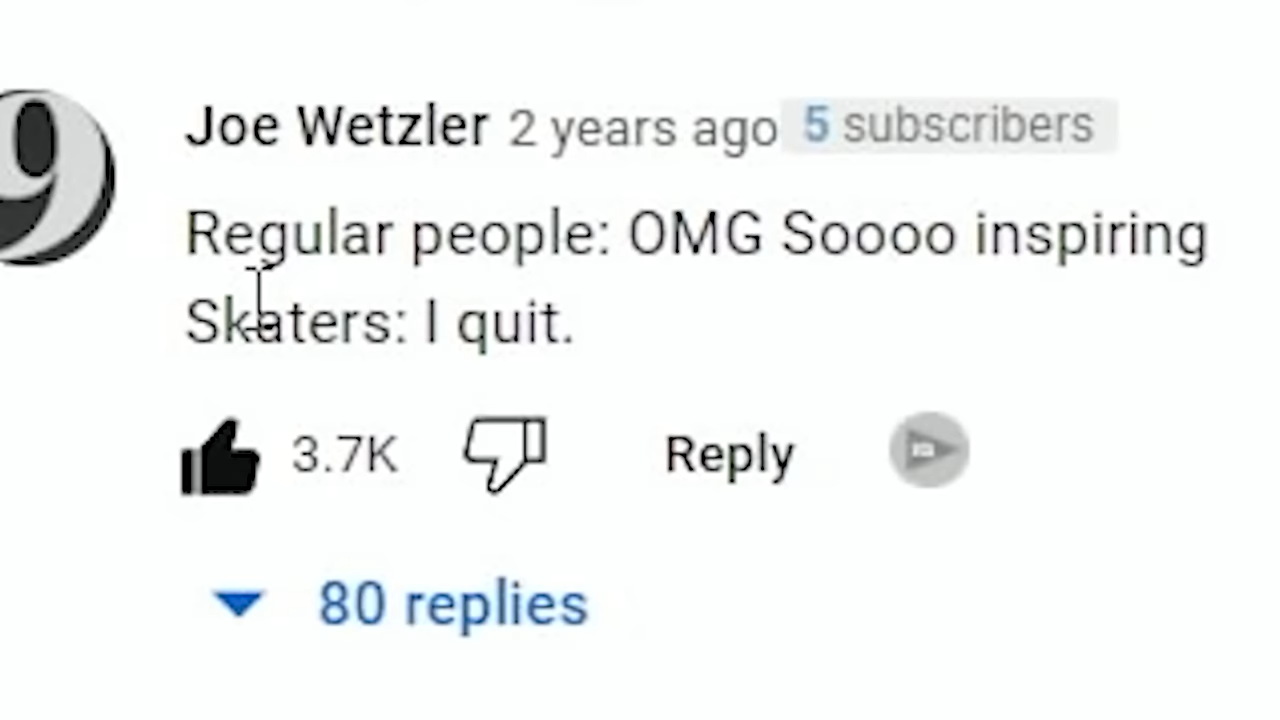 9
Joe Wetzler 2 years ago 5 subscribers
Regular people: OMG Soooo inspiring
Skaters: I quit.
3.7K Reply
80 replies